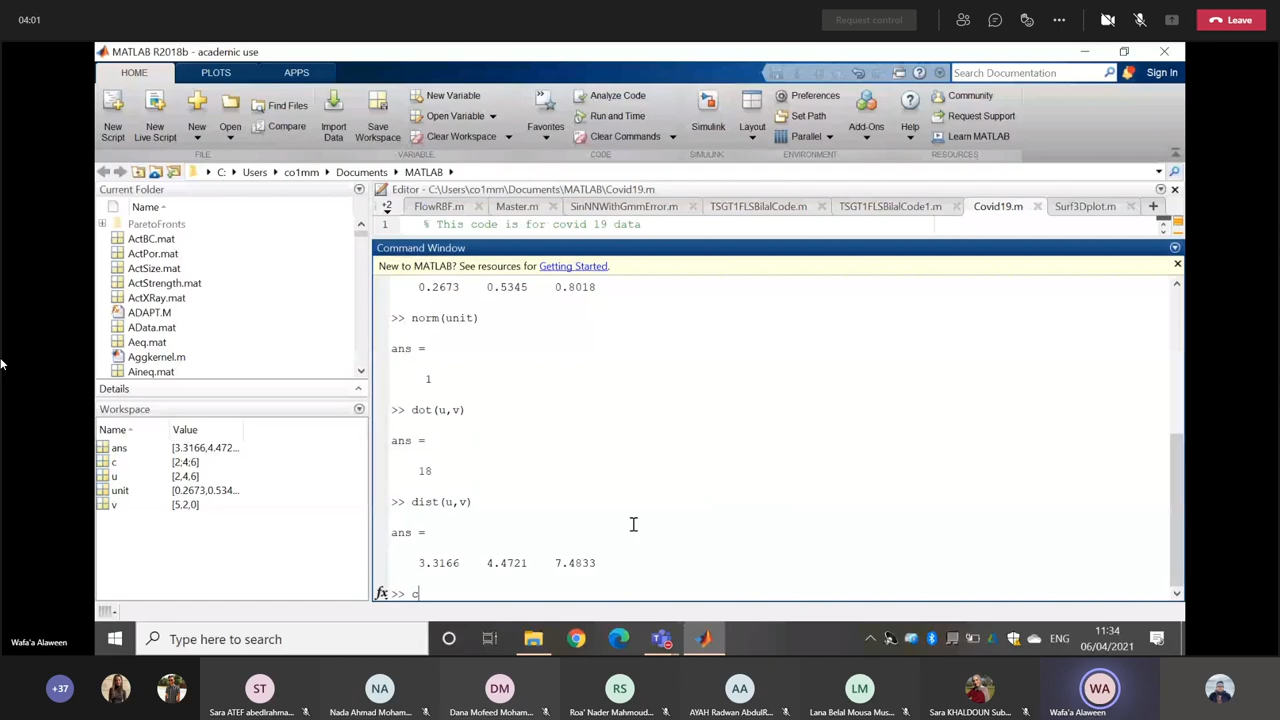 04:01
Request control
Leave
MATLAB R2018b - academic use
HOME PLOTS APPS
Search Documentation
Sign In
New Script
New Live Script
New
Open
Find Files
Compare
Import Data
Save Workspace
New Variable
Open Variable
Clear Workspace
Favorites
Analyze Code
Run and Time
Clear Commands
Simulink
Layout
Preferences
Set Path
Parallel
Add-Ons
Help
Community
Request Support
Learn MATLAB
FILE VARIABLE CODE SIMULINK ENVIRONMENT RESOURCES
C: Users co1mm Documents MATLAB
Current Folder
Name
ParetoFronts
ActBC.mat
ActPor.mat
ActSize.mat
ActStrength.mat
ActXRay.mat
ADAPT.M
AData.mat
Aeq.mat
Aggkernel.m
Aineq.mat
Details
Workspace
Name Value
ans [3.3166,4.472...
c [2;4;6]
u [2,4,6]
unit [0.2673,0.534...
v [5,2,0]
Editor - C:\Users\co1mm\Documents\MATLAB\Covid19.m
+2 FlowRBF.m Master.m SinNNWithGmmError.m TSGT1FLSBilalCode.m TSGT1FLSBilalCode1.m Covid19.m Surf3Dplot.m
1 % This code is for covid 19 data
Command Window
New to MATLAB? See resources for Getting Started.
0.2673 0.5345 0.8018
>> norm(unit)
ans =
1
>> dot(u,v)
ans =
18
>> dist(u,v)
ans =
3.3166 4.4721 7.4833
fx >> c
Wafa'a Alaween
Type here to search
ENG
11:34
06/04/2021
+37
ST
NA
DM
RS
AA
LM
WA
Sara ATEF abedlrahma...
Nada Ahmad Moham...
Dana Mofeed Moham...
Roa' Nader Mahmoud...
AYAH Radwan AbdulR...
Lana Belal Mousa Mus...
Sara KHALDOUN Sub...
Wafa'a Alaween